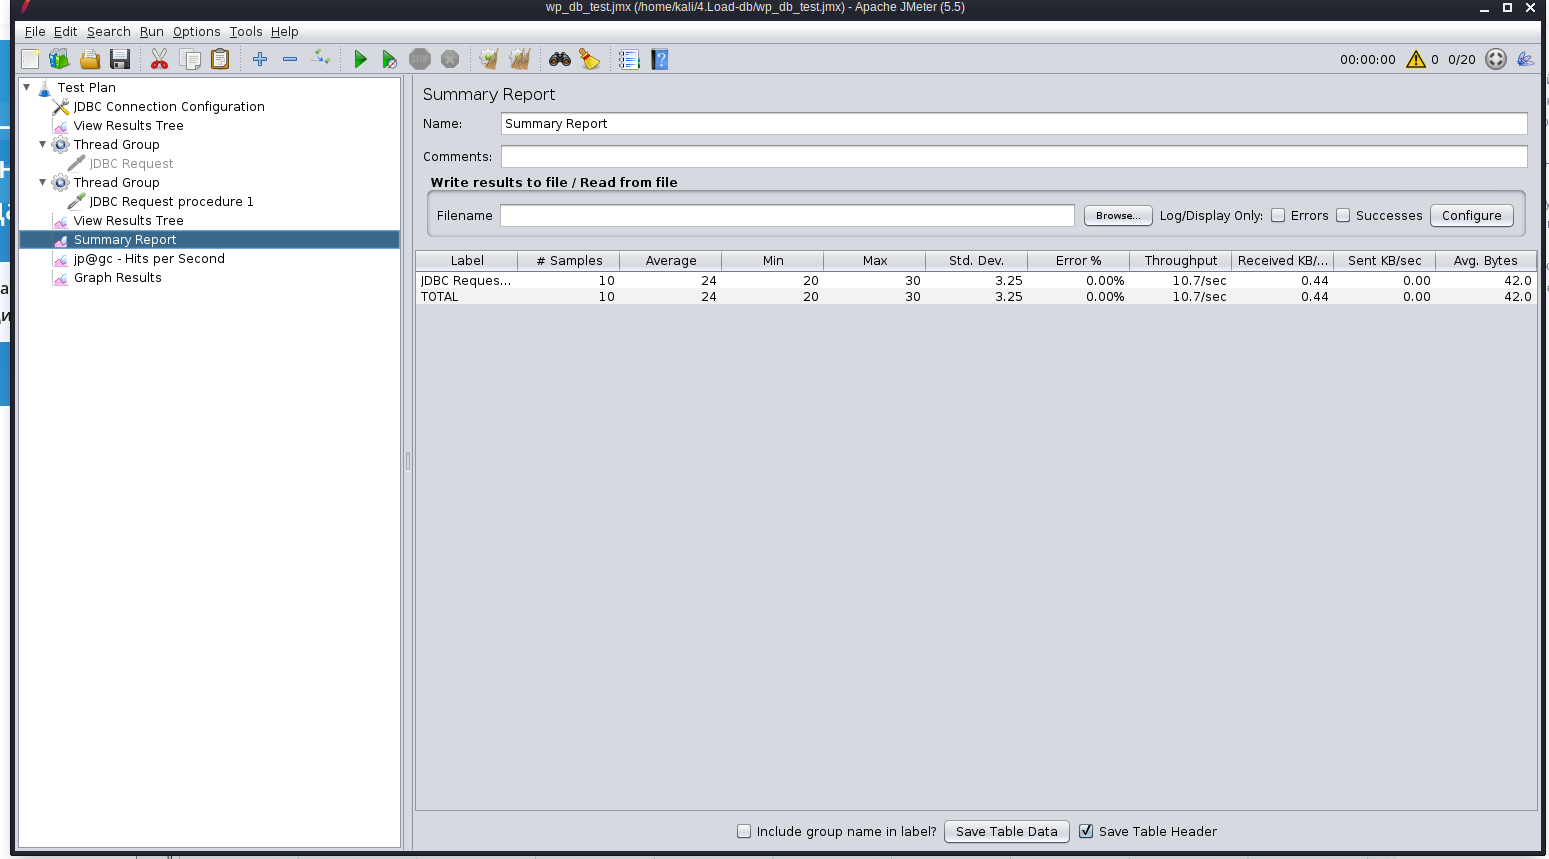 wp_db_test.jmx (/home/kali/4.Load-db/wp_db_test.jmx) - Apache JMeter (5.5)
File Edit Search Run Options Tools Help
00:00:00 0 0/20
Test Plan
JDBC Connection Configuration
View Results Tree
Thread Group
JDBC Request
Thread Group
JDBC Request procedure 1
View Results Tree
Summary Report
jp@gc - Hits per Second
Graph Results
Summary Report
Name: Summary Report
Comments:
Write results to file / Read from file
Filename Browse... Log/Display Only: Errors Successes Configure
Label # Samples Average Min Max Std. Dev. Error % Throughput Received KB/... Sent KB/sec Avg. Bytes
JDBC Reques... 10 24 20 30 3.25 0.00% 10.7/sec 0.44 0.00 42.0
TOTAL 10 24 20 30 3.25 0.00% 10.7/sec 0.44 0.00 42.0
Include group name in label? Save Table Data Save Table Header